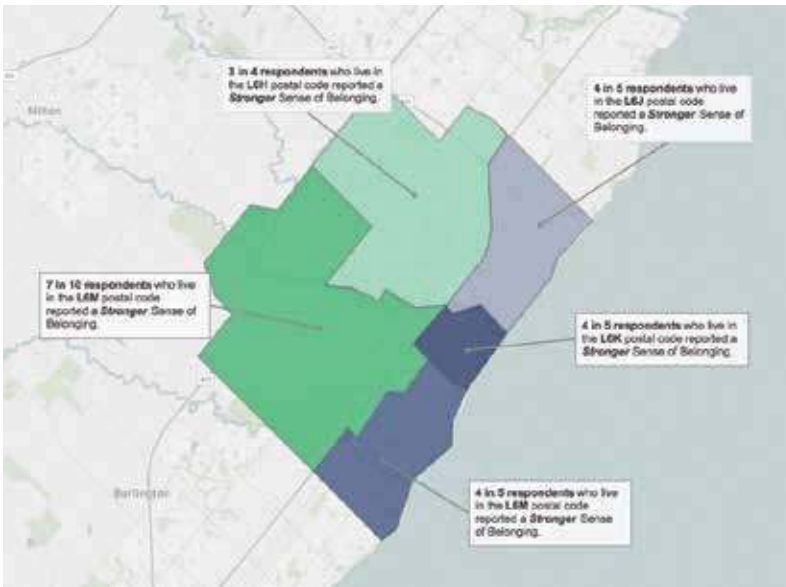 3 in 4 respondents who live
in the L6H postal code
reported a Stronger Sense
of Belonging.
4 in 5 respondents who live
in the L6J postal code
reported a Stronger Sense of
Belonging.
Milton
7 in 10 respondents who live
in the L6M postal code
reported a Stronger Sense of
Belonging.
4 in 5 respondents who live in
the L6K postal code reported a
Stronger Sense of Belonging.
Burlington
4 in 5 respondents who live
in the L6M postal code
reported a Stronger Sense
of Belonging.